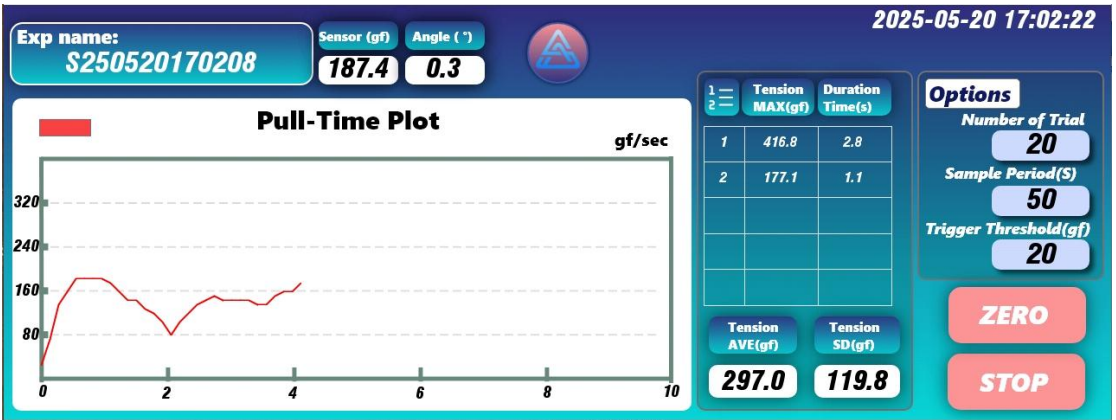 2025-05-20 17:02:22
Exp name:
S250520170208
Sensor (gf)
187.4
Angle ( °)
0.3
Pull-Time Plot
gf/sec
320
240
160
80
0 2 4 6 8 10
1 2
Tension MAX(gf)
Duration Time(s)
1 416.8 2.8
2 177.1 1.1
Tension AVE(gf)
297.0
Tension SD(gf)
119.8
Options
Number of Trial
20
Sample Period(S)
50
Trigger Threshold(gf)
20
ZERO
STOP